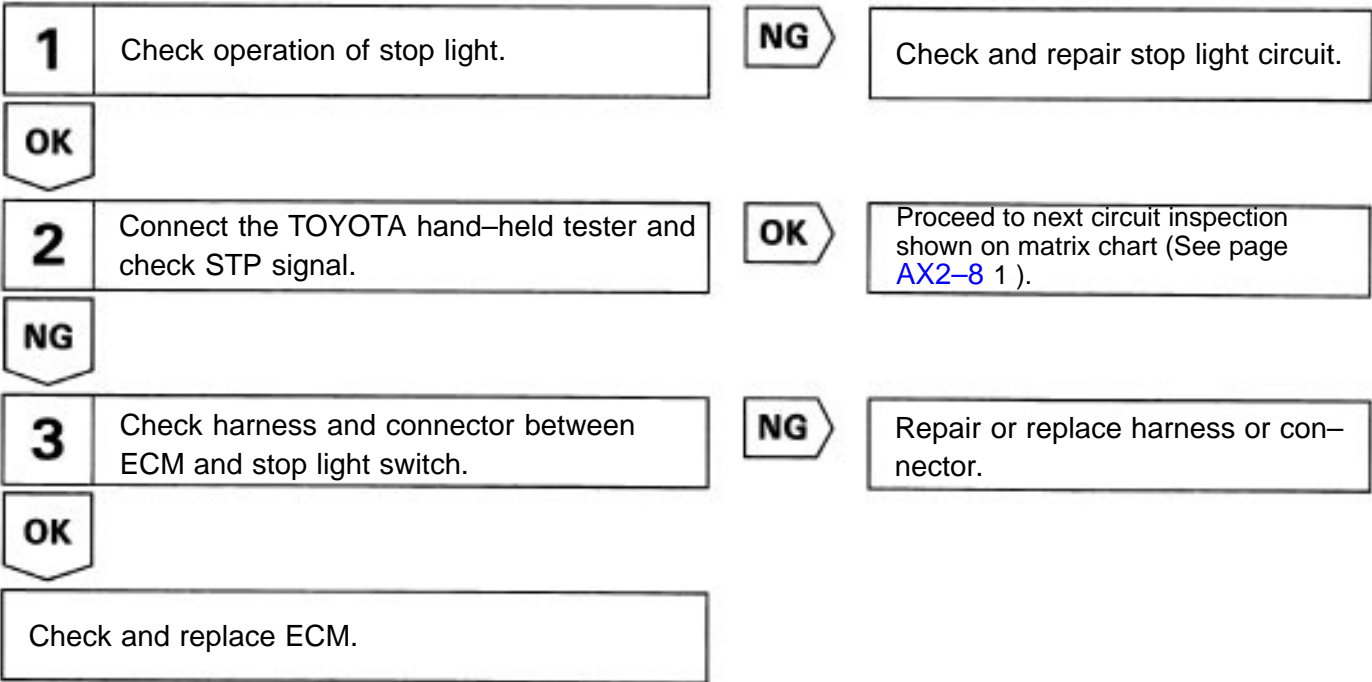 1
Check operation of stop light.
NG
Check and repair stop light circuit.
OK
2
Connect the TOYOTA hand–held tester and
check STP signal.
OK
Proceed to next circuit inspection
shown on matrix chart (See page
AX2–8 1 ).
NG
3
Check harness and connector between
ECM and stop light switch.
NG
Repair or replace harness or con–
nector.
OK
Check and replace ECM.